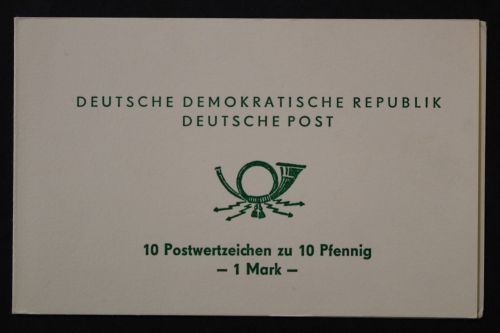 DEUTSCHE DEMOKRATISCHE REPUBLIK
DEUTSCHE POST
10 Postwertzeichen zu 10 Pfennig
– 1 Mark –